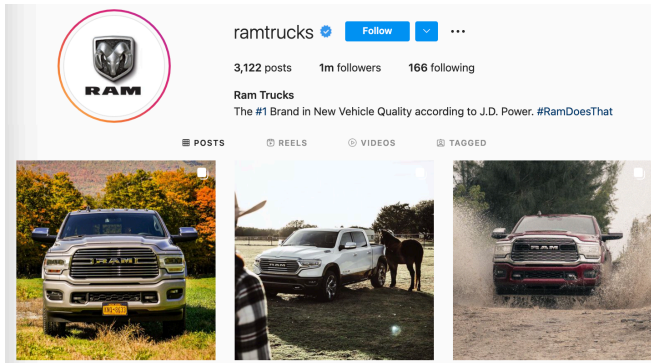 ramtrucks Follow
3,122 posts 1m followers 166 following
Ram Trucks
The #1 Brand in New Vehicle Quality according to J.D. Power. #RamDoesThat
RAM
POSTS REELS VIDEOS TAGGED
RAM
RAM
RAM